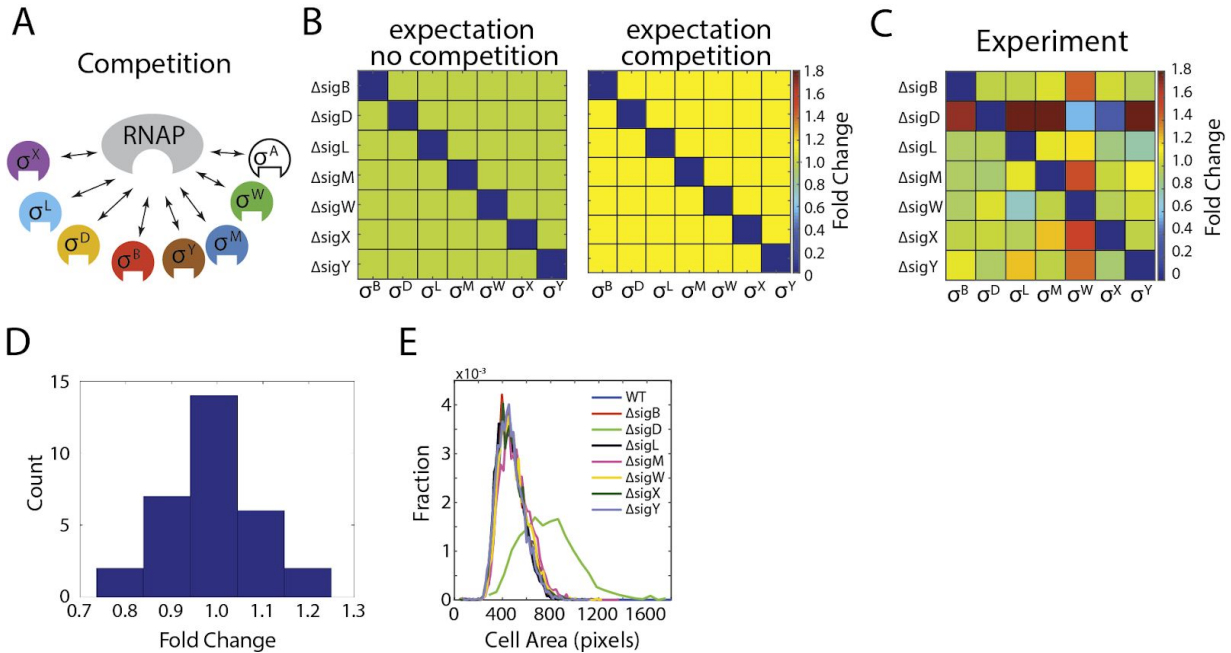 A
Competition
RNAP
σX
σA
σL
σW
σD
σB
σY
σM
B
expectation
no competition
expectation
competition
ΔsigB
ΔsigD
ΔsigL
ΔsigM
ΔsigW
ΔsigX
ΔsigY
σB σD σL σM σW σX σY
ΔsigB
ΔsigD
ΔsigL
ΔsigM
ΔsigW
ΔsigX
ΔsigY
σB σD σL σM σW σX σY
1.8
1.6
1.4
1.2
1.0
0.8
0.6
0.4
0.2
0
Fold Change
C
Experiment
ΔsigB
ΔsigD
ΔsigL
ΔsigM
ΔsigW
ΔsigX
ΔsigY
σB σD σL σM σW σX σY
1.8
1.6
1.4
1.2
1.0
0.8
0.6
0.4
0.2
0
Fold Change
D
15
10
5
0
Count
0.7 0.8 0.9 1.0 1.1 1.2 1.3
Fold Change
E
x10-3
4
3
2
1
0
Fraction
WT
ΔsigB
ΔsigD
ΔsigL
ΔsigM
ΔsigW
ΔsigX
ΔsigY
0 400 800 1200 1600
Cell Area (pixels)